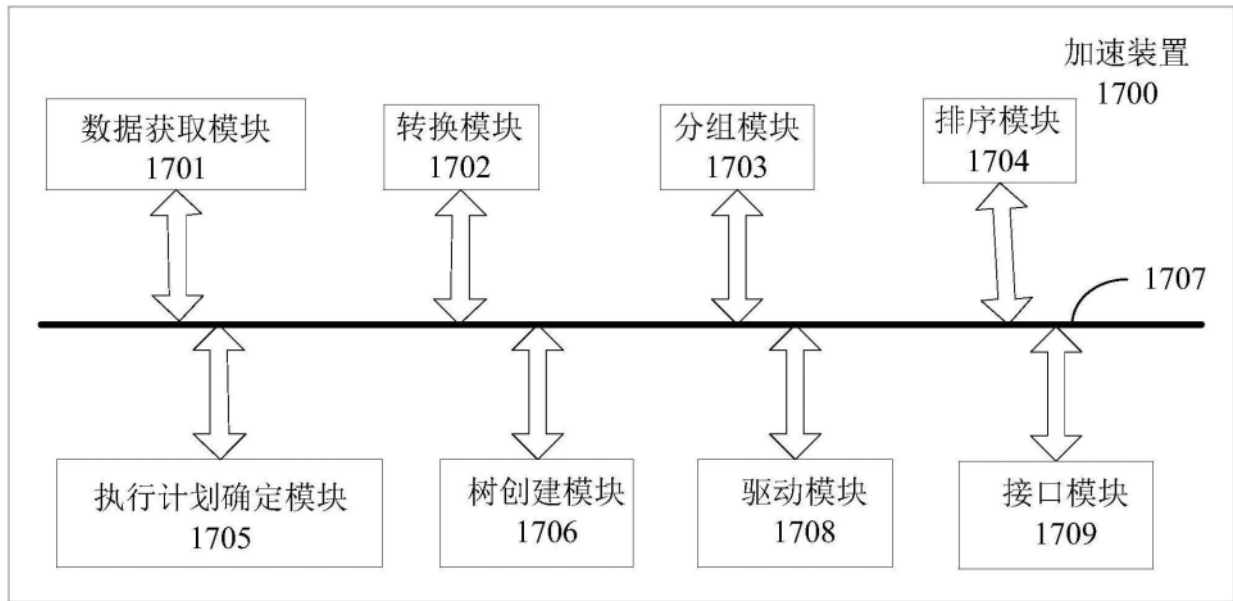 加速装置
1700
数据获取模块
1701
转换模块
1702
分组模块
1703
排序模块
1704
1707
执行计划确定模块
1705
树创建模块
1706
驱动模块
1708
接口模块
1709